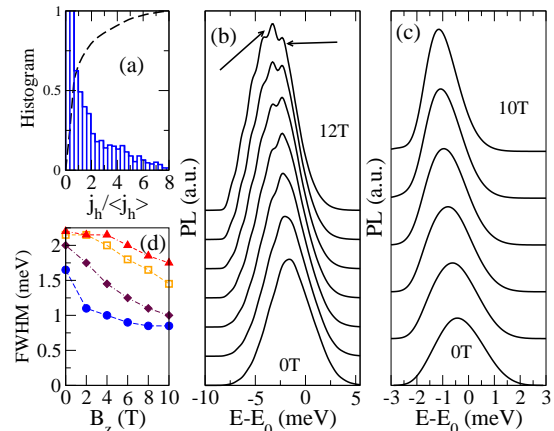 (a)
Histogram
1
0.5
0
0 2 4 6 8
j_h/<j_h>
(b)
12T
0T
PL (a.u.)
-10 -5 0 5
E-E_0 (meV)
(c)
10T
0T
PL (a.u.)
-3 -2 -1 0 1 2 3
E-E_0 (meV)
(d)
FWHM (meV)
2
1.5
1
0.5
0
0 2 4 6 8 10
B_z (T)